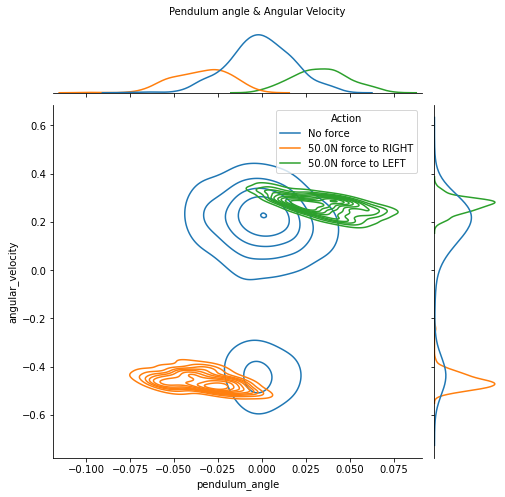 Pendulum angle & Angular Velocity
Action
No force
50.0N force to RIGHT
50.0N force to LEFT
0.6
0.4
0.2
0.0
−0.2
−0.4
−0.6
angular_velocity
−0.100 −0.075 −0.050 −0.025 0.000 0.025 0.050 0.075
pendulum_angle